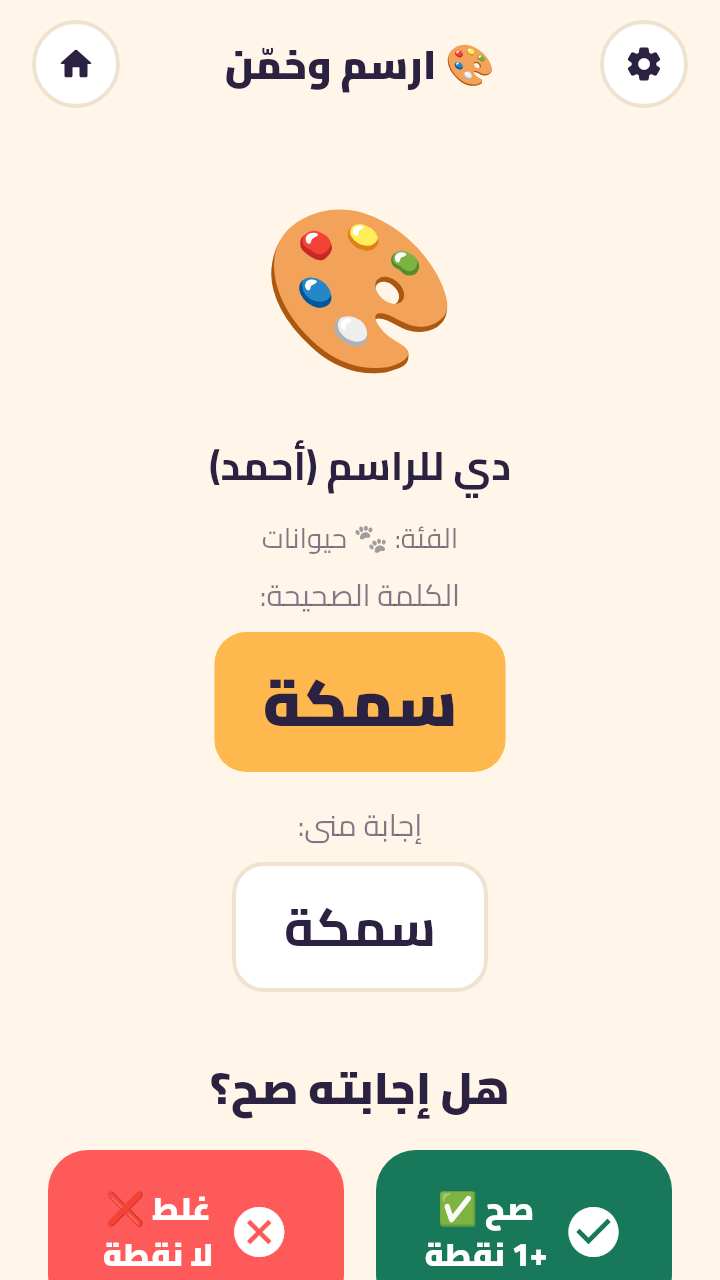 🎨 ارسم وخمّن
دي للراسم (أحمد)
الفئة: 🐾 حيوانات
الكلمة الصحيحة:
سمكة
إجابة منى:
سمكة
هل إجابته صح؟
صح ✅
+1 نقطة
غلط ❌
لا نقطة